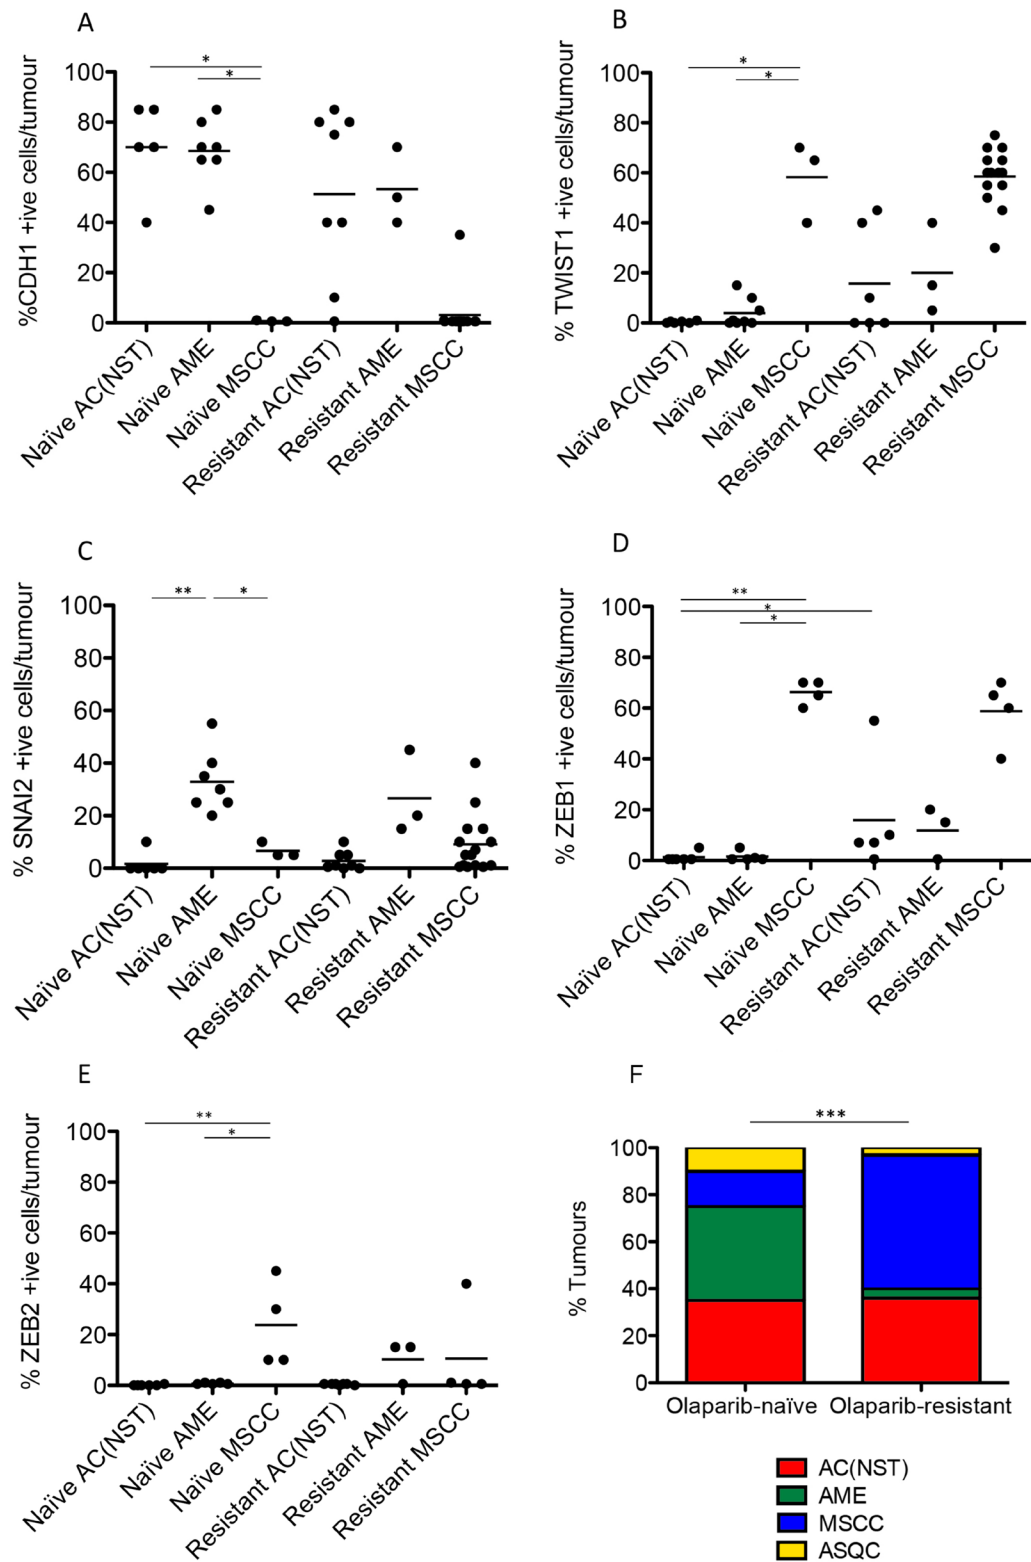 A
%CDH1 +ive cells/tumour
100
80
60
40
20
0
*
*
Naïve AC(NST)
Naïve AME
Naïve MSCC
Resistant AC(NST)
Resistant AME
Resistant MSCC
B
% TWIST1 +ive cells/tumour
100
80
60
40
20
0
*
*
Naïve AC(NST)
Naïve AME
Naïve MSCC
Resistant AC(NST)
Resistant AME
Resistant MSCC
C
% SNAI2 +ive cells/tumour
100
80
60
40
20
0
**
*
Naïve AC(NST)
Naïve AME
Naïve MSCC
Resistant AC(NST)
Resistant AME
Resistant MSCC
D
% ZEB1 +ive cells/tumour
100
80
60
40
20
0
**
*
*
Naïve AC(NST)
Naïve AME
Naïve MSCC
Resistant AC(NST)
Resistant AME
Resistant MSCC
E
% ZEB2 +ive cells/tumour
100
80
60
40
20
0
**
*
Naïve AC(NST)
Naïve AME
Naïve MSCC
Resistant AC(NST)
Resistant AME
Resistant MSCC
F
% Tumours
100
80
60
40
20
0
***
Olaparib-naïve
Olaparib-resistant
AC(NST)
AME
MSCC
ASQC